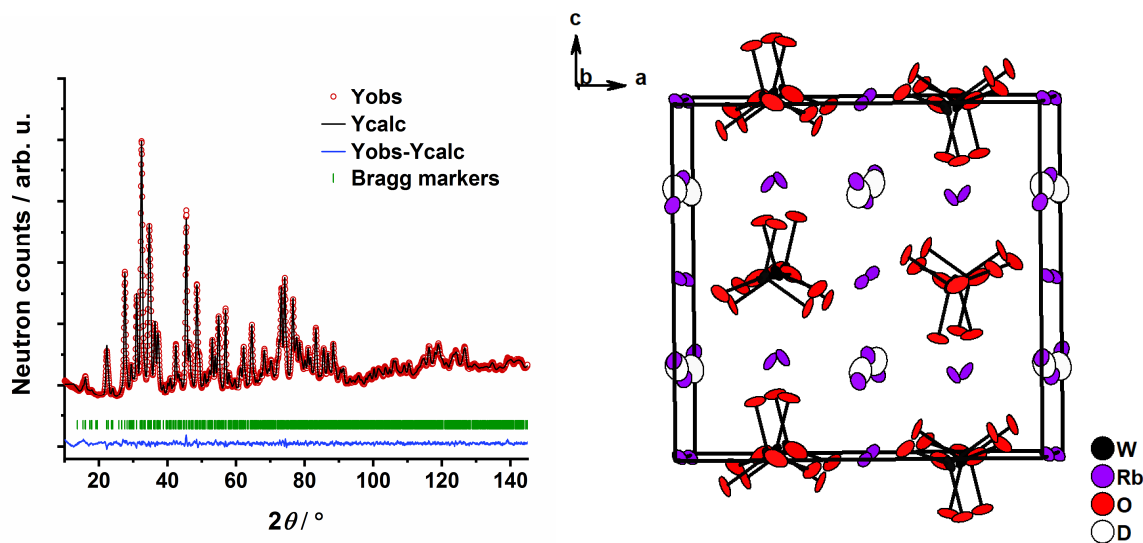 Neutron counts / arb. u.
Yobs
Ycalc
Yobs-Ycalc
Bragg markers
20 40 60 80 100 120 140
2θ / °
c
b a
W
Rb
O
D